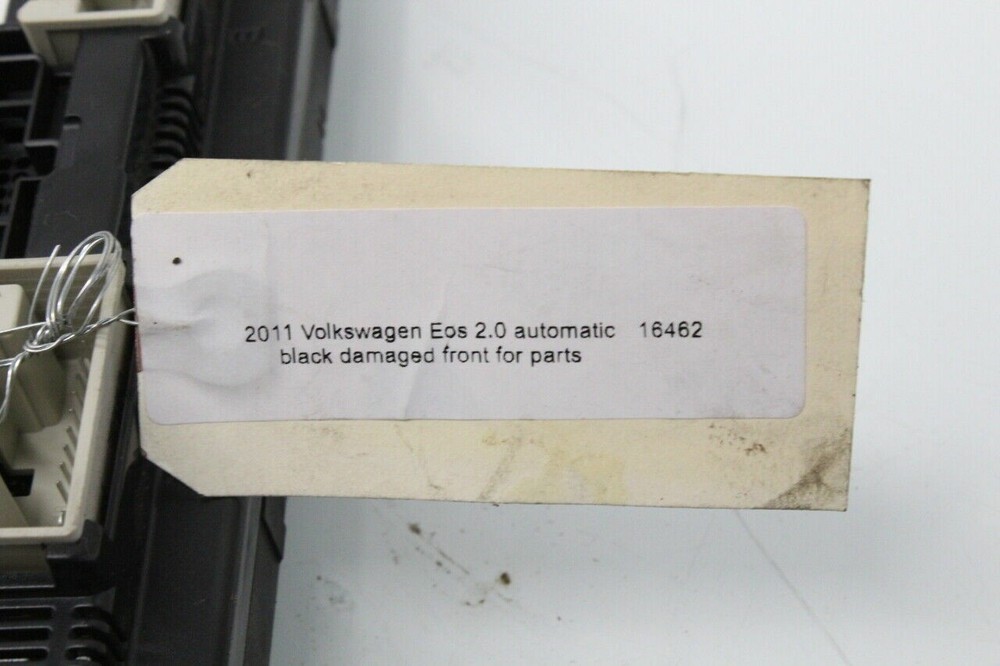 2011 Volkswagen Eos 2.0 automatic 16462
black damaged front for parts